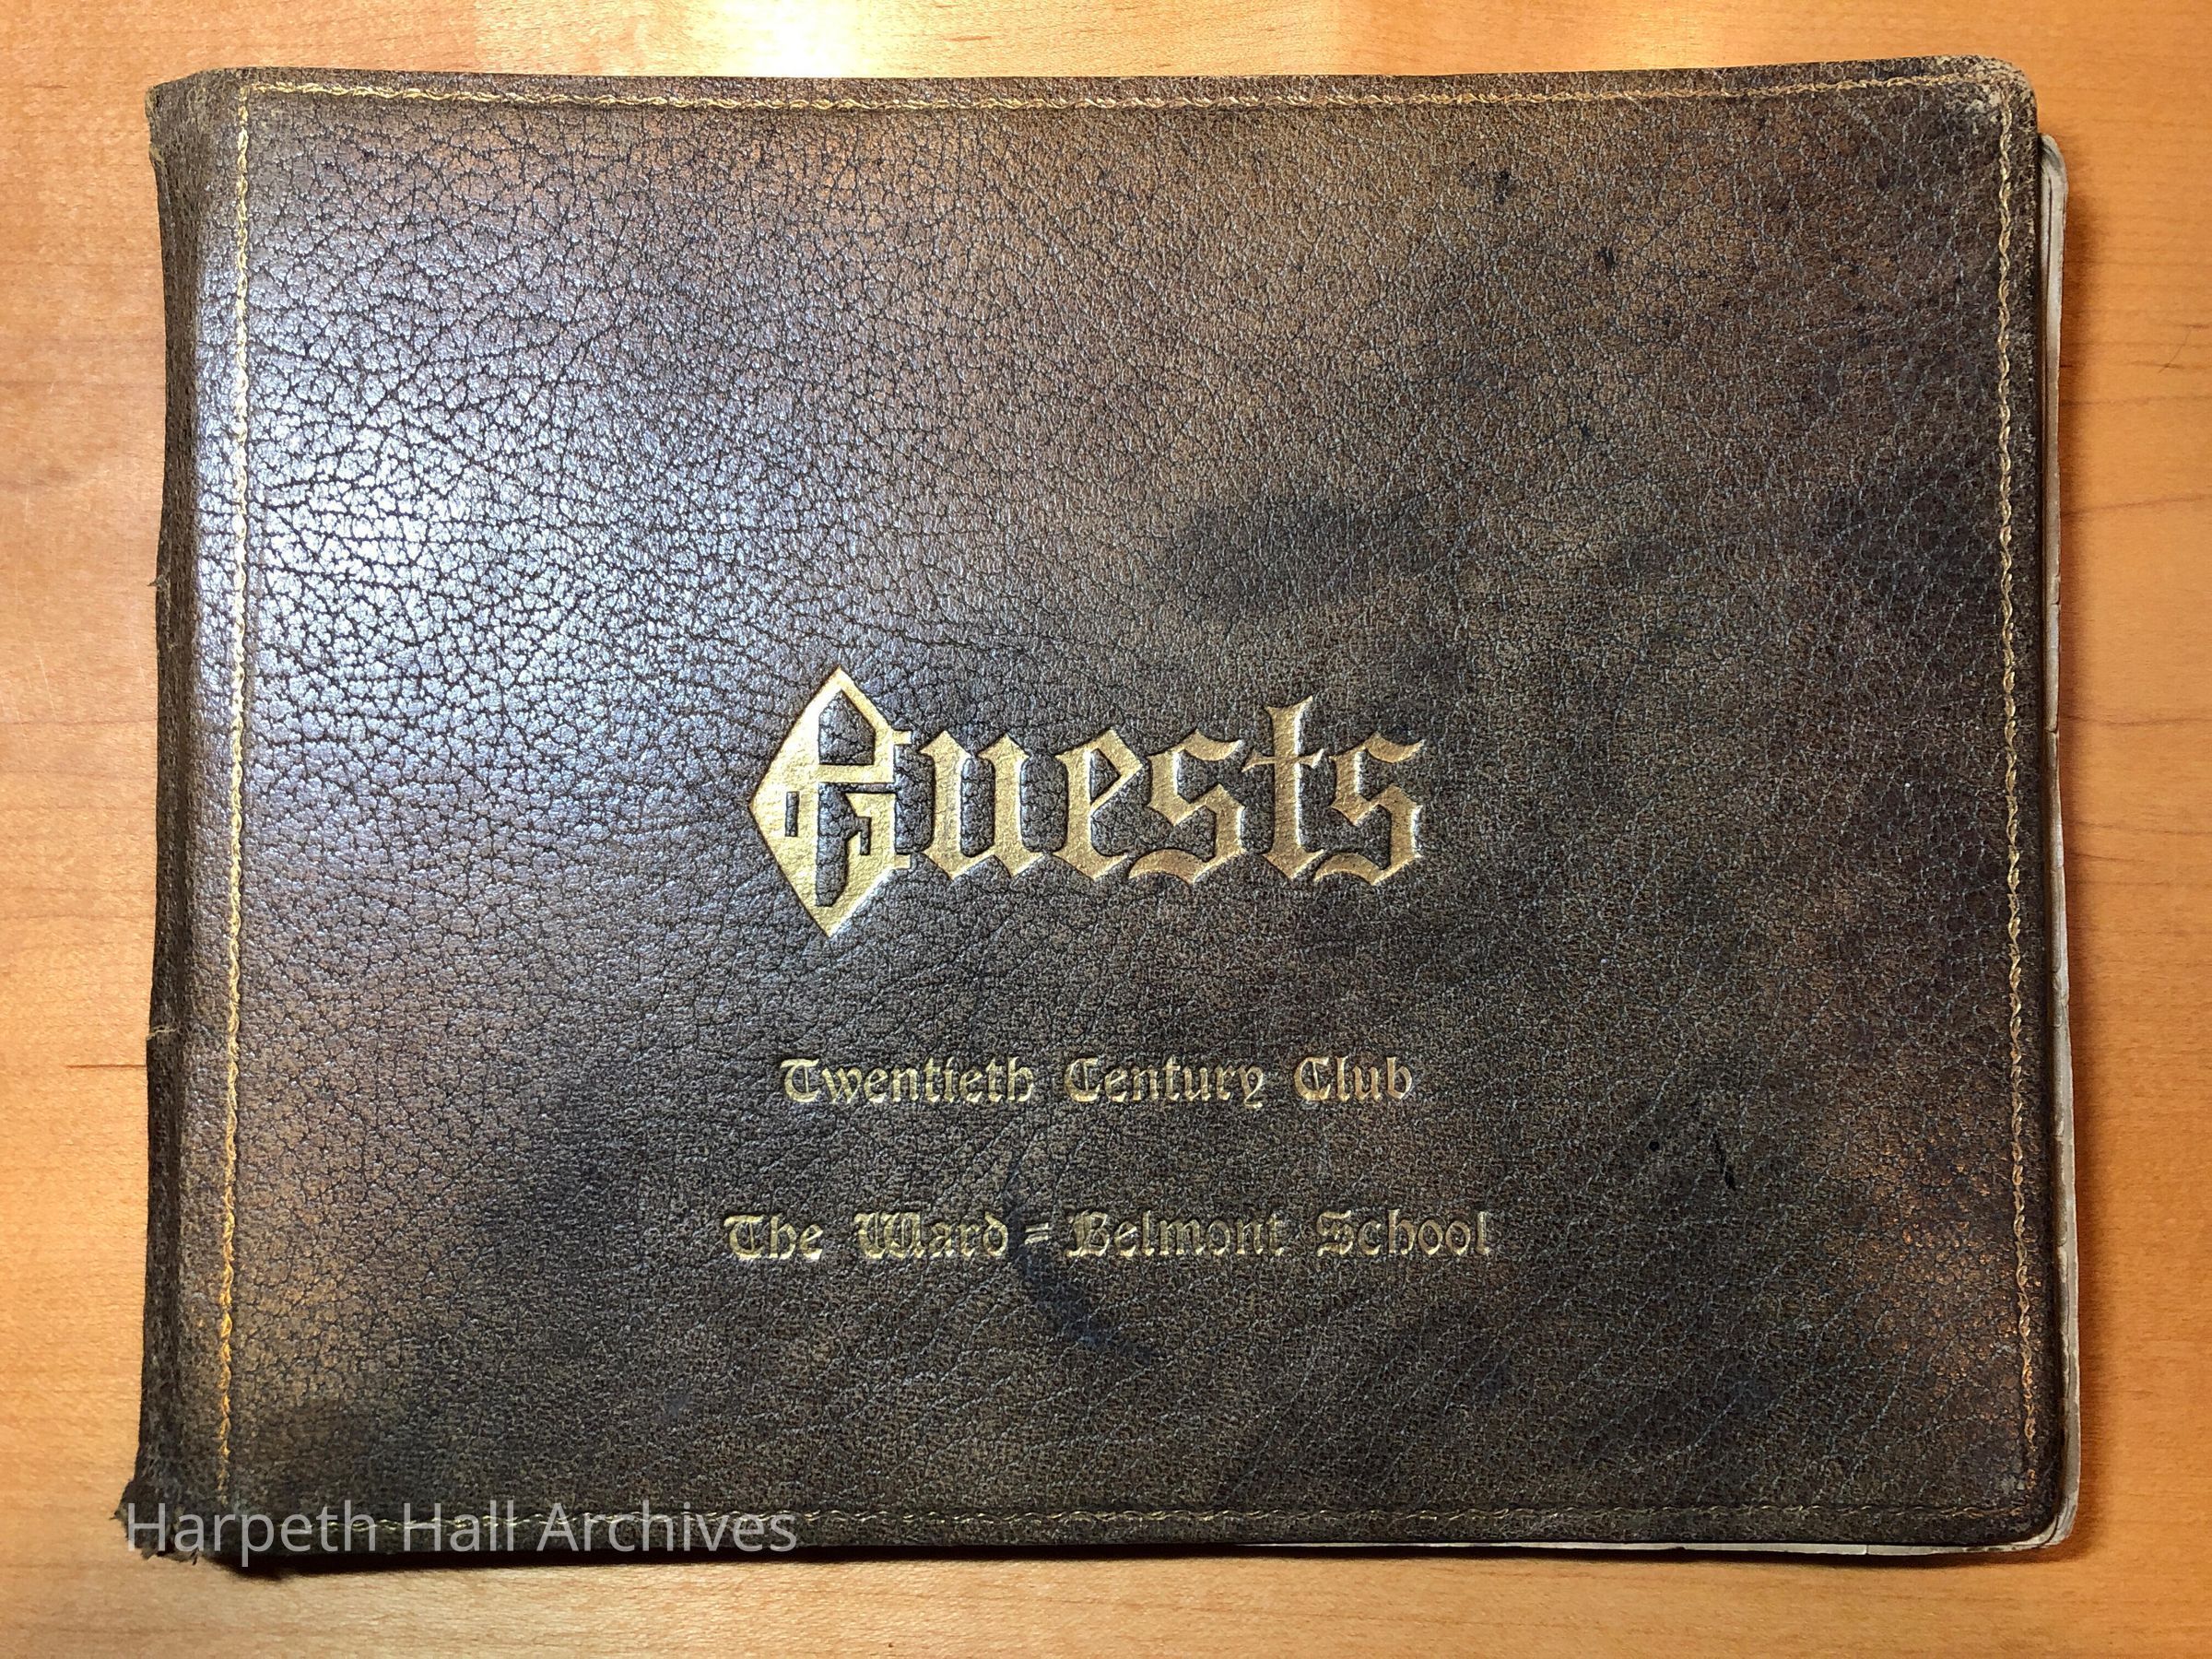 Guests
Twentieth Century Club
The Ward=Belmont School
Harpeth Hall Archives